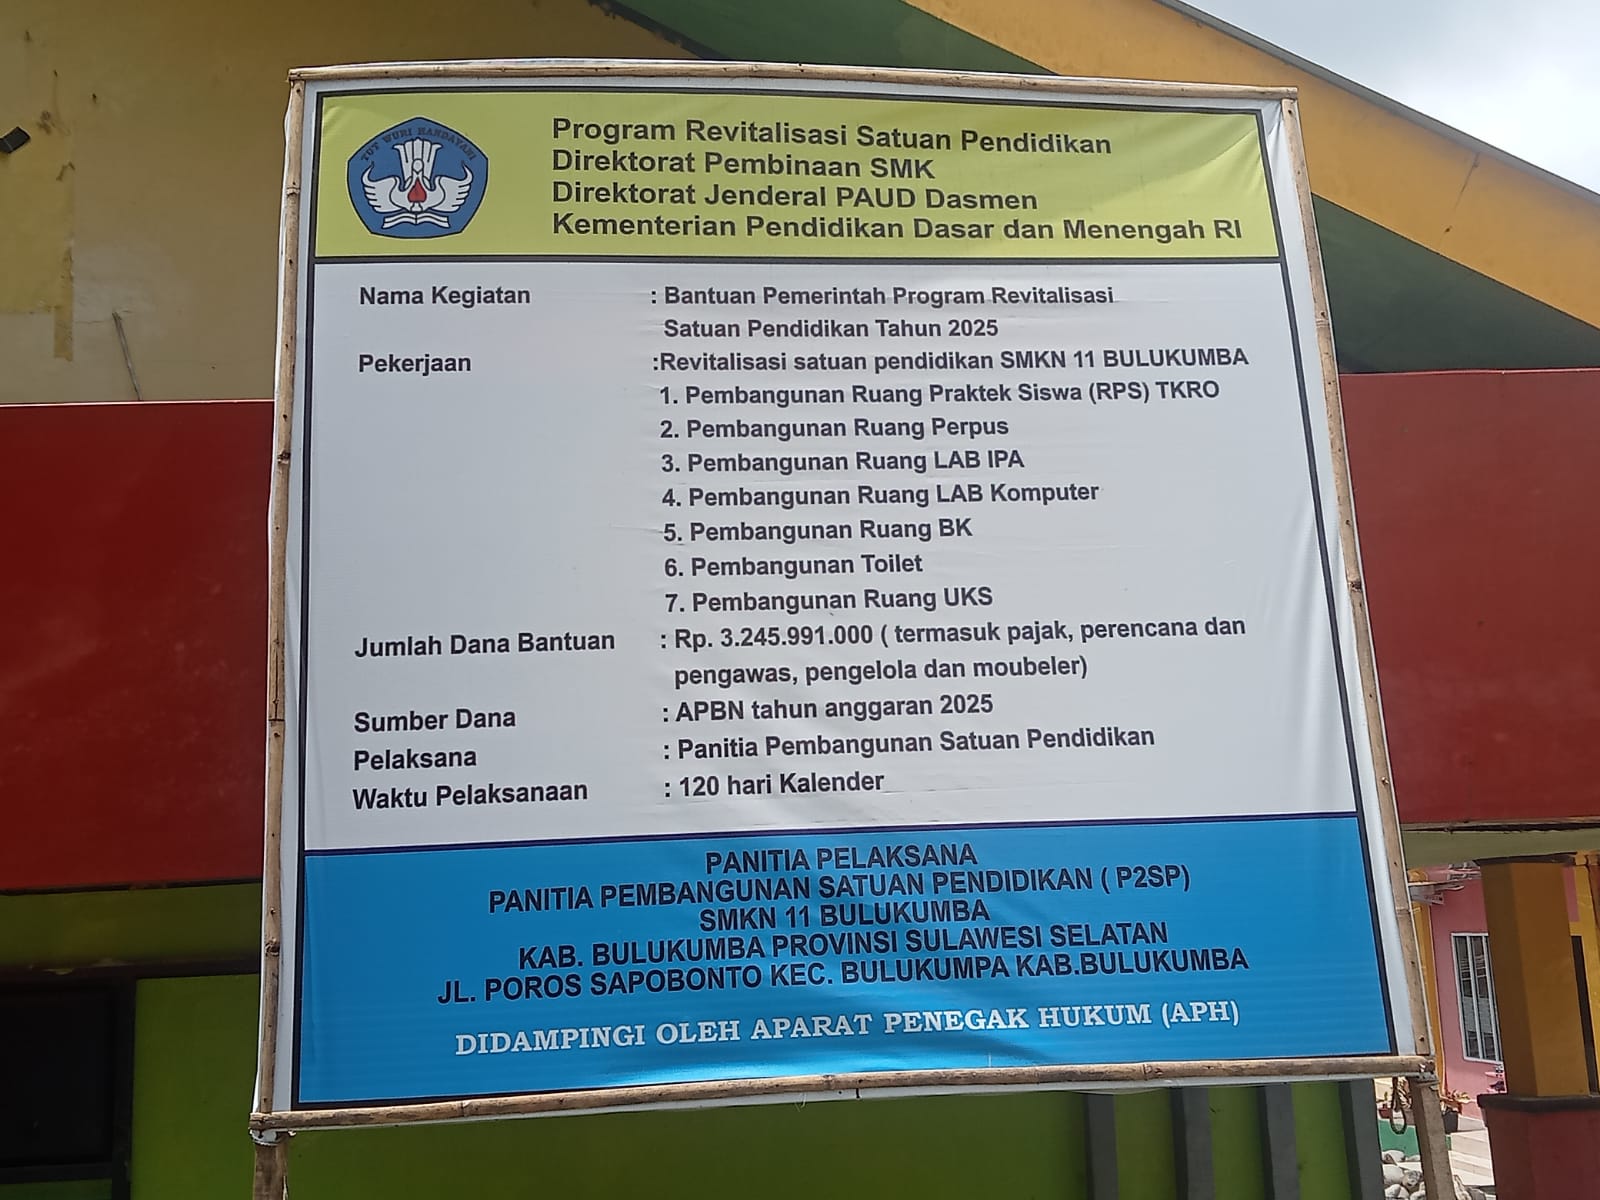 TUT WURI HANDAYANI
Program Revitalisasi Satuan Pendidikan
Direktorat Pembinaan SMK
Direktorat Jenderal PAUD Dasmen
Kementerian Pendidikan Dasar dan Menengah RI
Nama Kegiatan : Bantuan Pemerintah Program Revitalisasi
Satuan Pendidikan Tahun 2025
Pekerjaan :Revitalisasi satuan pendidikan SMKN 11 BULUKUMBA
1. Pembangunan Ruang Praktek Siswa (RPS) TKRO
2. Pembangunan Ruang Perpus
3. Pembangunan Ruang LAB IPA
4. Pembangunan Ruang LAB Komputer
5. Pembangunan Ruang BK
6. Pembangunan Toilet
7. Pembangunan Ruang UKS
Jumlah Dana Bantuan : Rp. 3.245.991.000 ( termasuk pajak, perencana dan
pengawas, pengelola dan moubeler)
Sumber Dana : APBN tahun anggaran 2025
Pelaksana : Panitia Pembangunan Satuan Pendidikan
Waktu Pelaksanaan : 120 hari Kalender
PANITIA PELAKSANA
PANITIA PEMBANGUNAN SATUAN PENDIDIKAN ( P2SP)
SMKN 11 BULUKUMBA
KAB. BULUKUMBA PROVINSI SULAWESI SELATAN
JL. POROS SAPOBONTO KEC. BULUKUMPA KAB.BULUKUMBA
DIDAMPINGI OLEH APARAT PENEGAK HUKUM (APH)